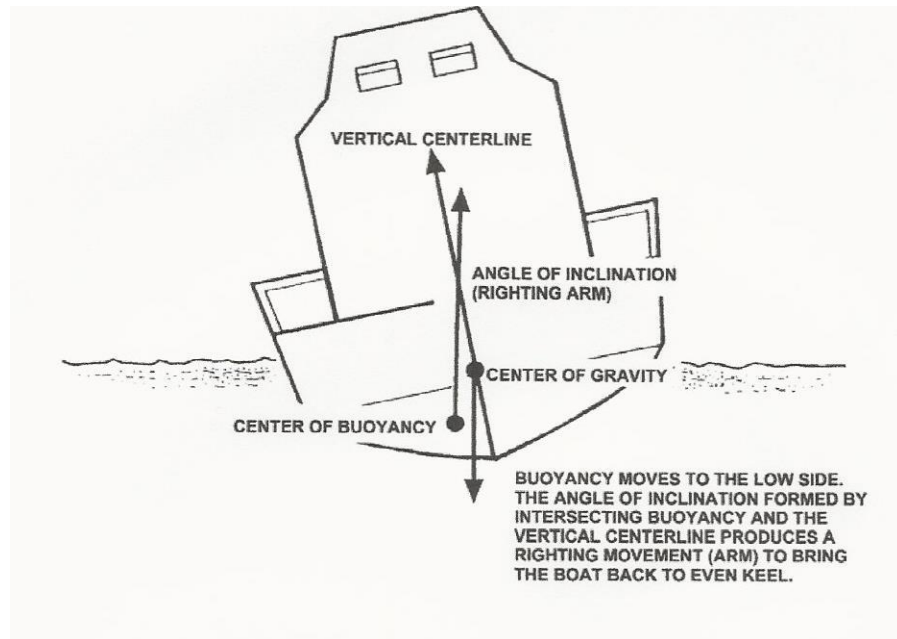 VERTICAL CENTERLINE
ANGLE OF INCLINATION
(RIGHTING ARM)
CENTER OF GRAVITY
CENTER OF BUOYANCY
BUOYANCY MOVES TO THE LOW SIDE.
THE ANGLE OF INCLINATION FORMED BY
INTERSECTING BUOYANCY AND THE
VERTICAL CENTERLINE PRODUCES A
RIGHTING MOVEMENT (ARM) TO BRING
THE BOAT BACK TO EVEN KEEL.